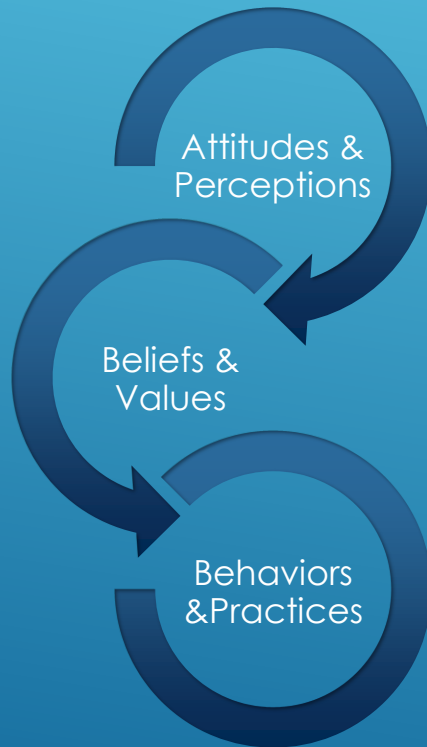 Attitudes &
Perceptions
Beliefs &
Values
Behaviors
&Practices